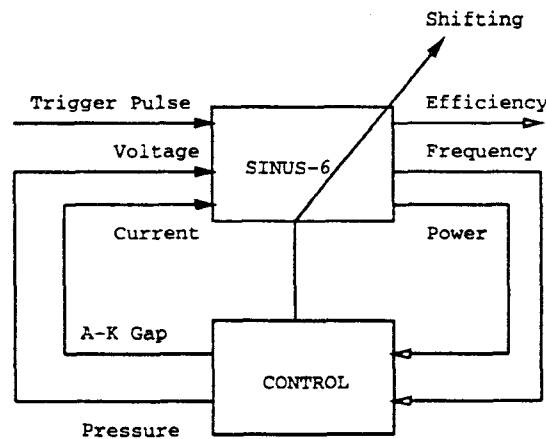 Shifting
Trigger Pulse
Efficiency
Voltage
Frequency
SINUS-6
Current
Power
A-K Gap
CONTROL
Pressure